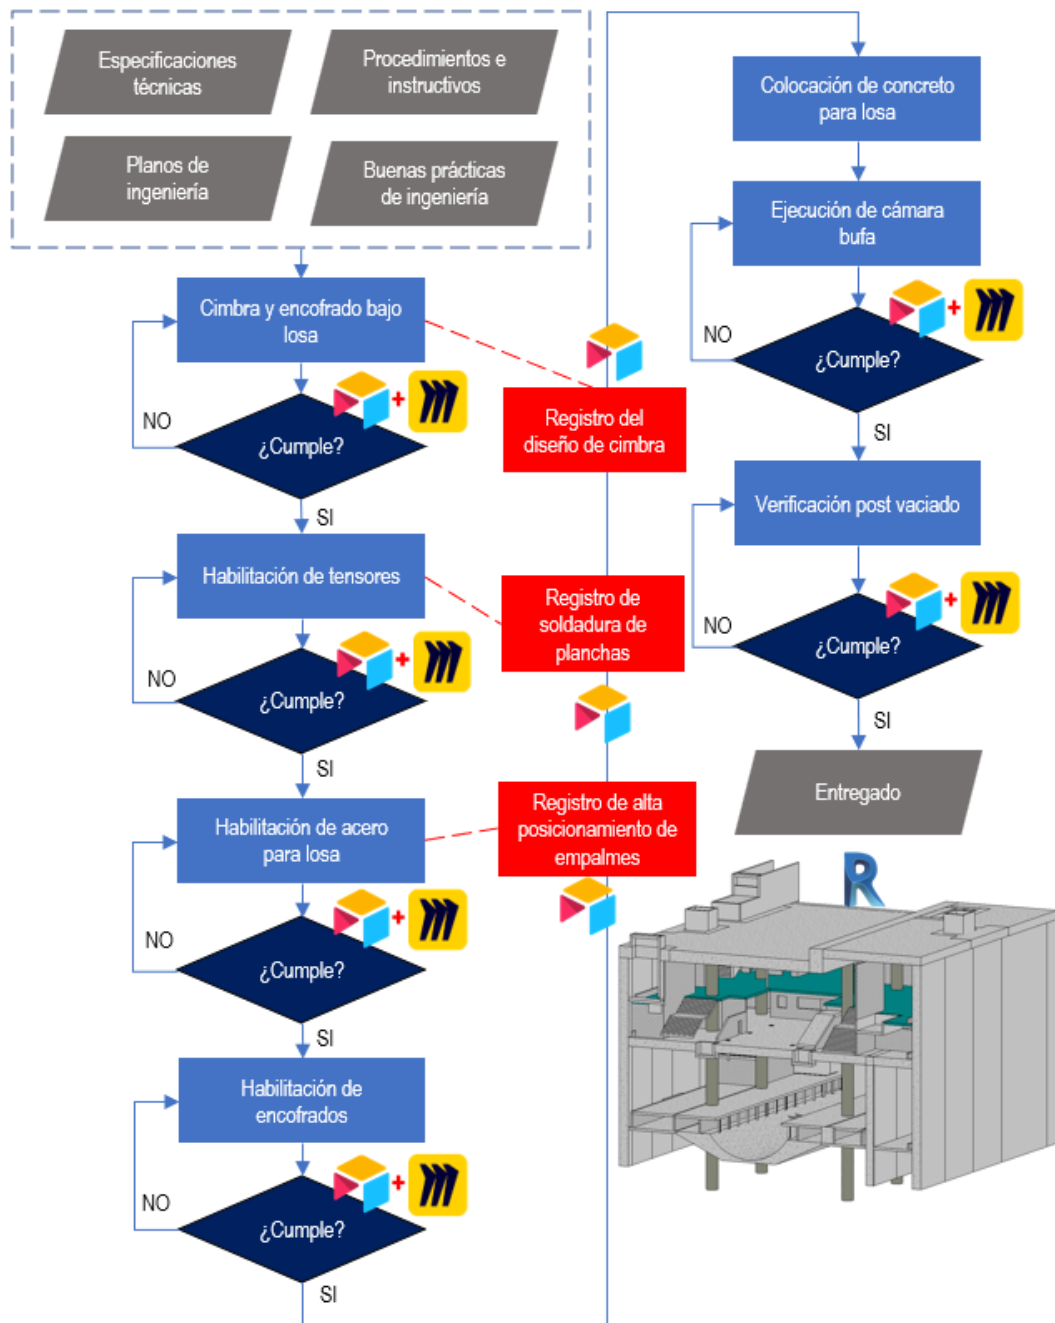 Especificaciones
técnicas
Procedimientos e
instructivos
Planos de
ingeniería
Buenas prácticas
de ingeniería
Cimbra y encofrado bajo
losa
+
NO
¿Cumple?
SI
Registro del
diseño de cimbra
Habilitación de tensores
+
NO
¿Cumple?
SI
Registro de
soldadura de
planchas
Habilitación de acero
para losa
+
NO
¿Cumple?
SI
Registro de alta
posicionamiento de
empalmes
Habilitación de
encofrados
+
NO
¿Cumple?
SI
Colocación de concreto
para losa
Ejecución de cámara
bufa
+
NO
¿Cumple?
SI
Verificación post vaciado
+
NO
¿Cumple?
SI
Entregado
R